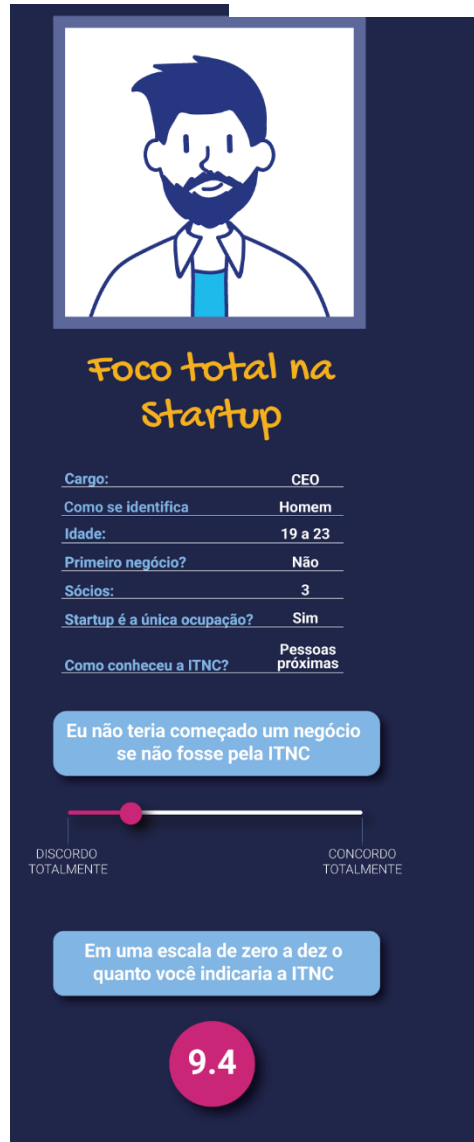 Foco total na
Startup
Cargo: CEO
Como se identifica Homem
Idade: 19 a 23
Primeiro negócio? Não
Sócios: 3
Startup é a única ocupação? Sim
Como conheceu a ITNC? Pessoas
próximas
Eu não teria começado um negócio
se não fosse pela ITNC
DISCORDO
TOTALMENTE
CONCORDO
TOTALMENTE
Em uma escala de zero a dez o
quanto você indicaria a ITNC
9.4